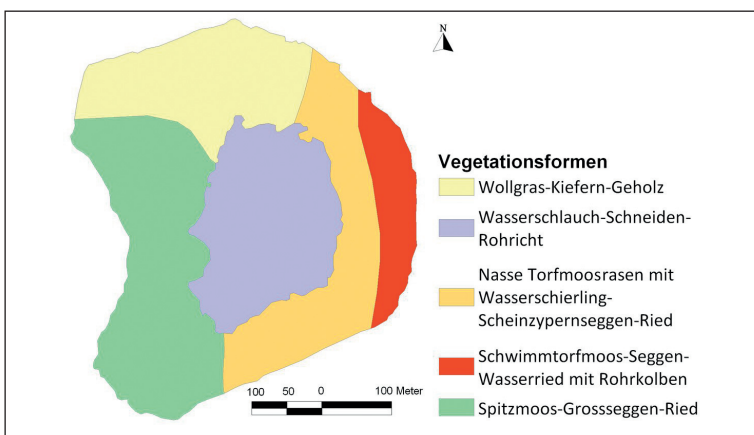 N
Vegetationsformen
Wollgras-Kiefern-Geholz
Wasserschlauch-Schneiden-
Rohricht
Nasse Torfmoosrasen mit
Wasserschierling-
Scheinzypernseggen-Ried
Schwimmtorfmoos-Seggen-
Wasserried mit Rohrkolben
Spitzmoos-Grossseggen-Ried
100 50 0 100 Meter